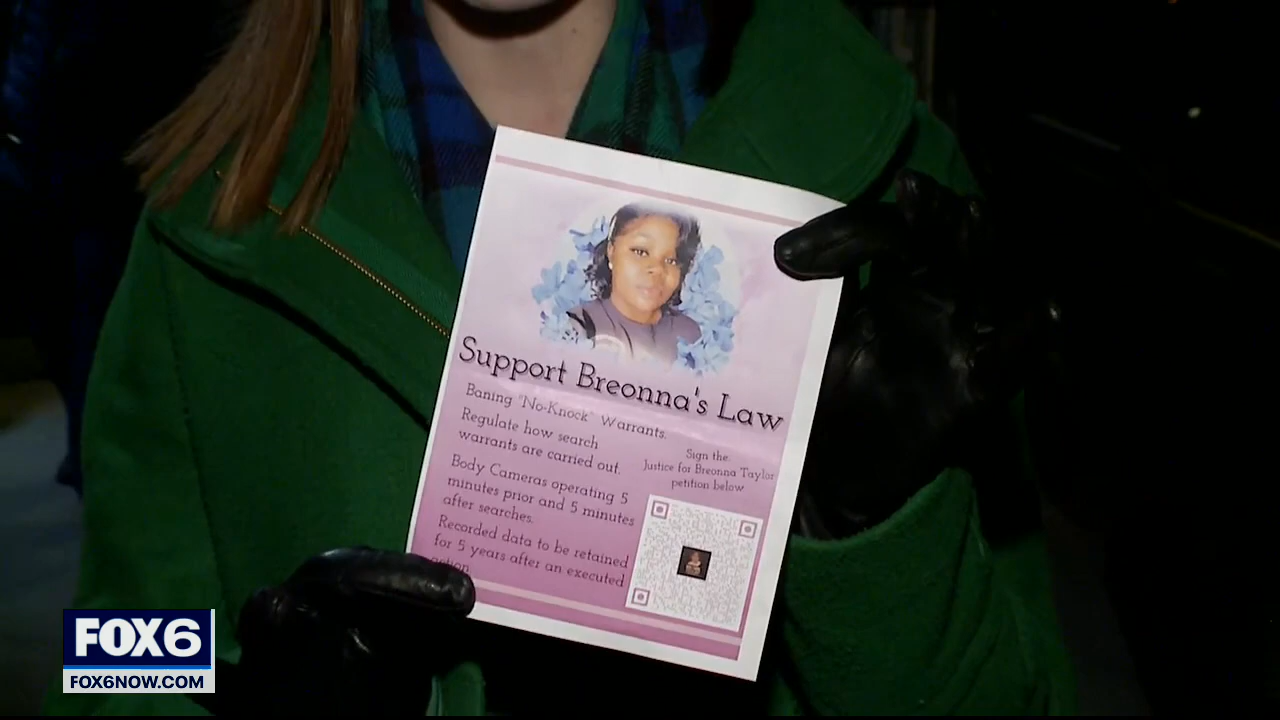 Support Breonna's Law
Baning "No-Knock" Warrants.
Regulate how search
warrants are carried out.
Body Cameras operating 5
minutes prior and 5 minutes
after searches.
Recorded data to be retained
for 5 years after an executed
action.
Sign the:
Justice for Breonna Taylor
petition below
FOX6
FOX6NOW.COM